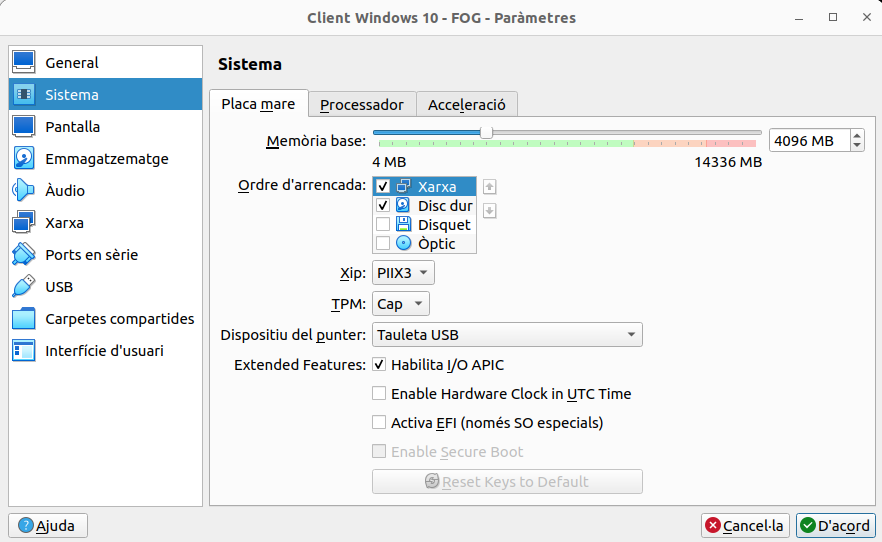 Client Windows 10 - FOG - Paràmetres
General
Sistema
Pantalla
Emmagatzematge
Àudio
Xarxa
Ports en sèrie
USB
Carpetes compartides
Interfície d'usuari
Sistema
Placa mare
Processador
Acceleració
Memòria base:
4096 MB
4 MB
14336 MB
Ordre d'arrencada:
Xarxa
Disc dur
Disquet
Òptic
Xip:
PIIX3
TPM:
Cap
Dispositiu del punter:
Tauleta USB
Extended Features:
Habilita I/O APIC
Enable Hardware Clock in UTC Time
Activa EFI (només SO especials)
Enable Secure Boot
Reset Keys to Default
Ajuda
Cancel·la
D'acord